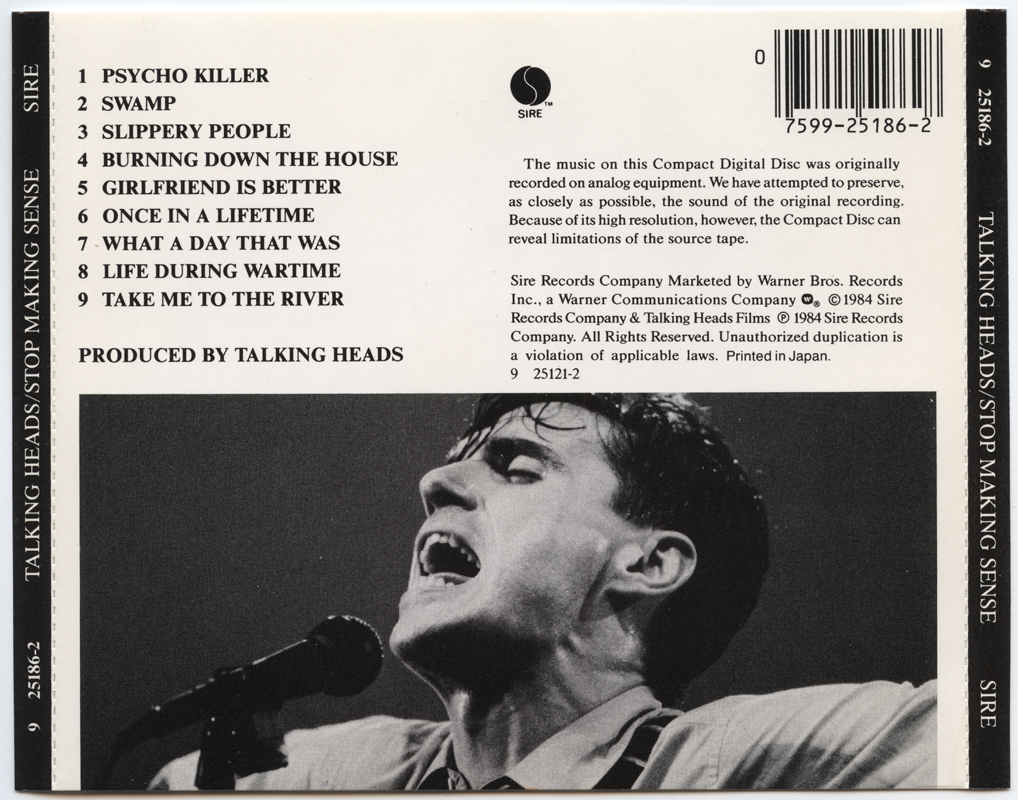 1 PSYCHO KILLER
2 SWAMP
3 SLIPPERY PEOPLE
4 BURNING DOWN THE HOUSE
5 GIRLFRIEND IS BETTER
6 ONCE IN A LIFETIME
7 WHAT A DAY THAT WAS
8 LIFE DURING WARTIME
9 TAKE ME TO THE RIVER
PRODUCED BY TALKING HEADS
SIRE™
0
7599-25186-2
The music on this Compact Digital Disc was originally
recorded on analog equipment. We have attempted to preserve,
as closely as possible, the sound of the original recording.
Because of its high resolution, however, the Compact Disc can
reveal limitations of the source tape.
Sire Records Company Marketed by Warner Bros. Records
Inc., a Warner Communications Company W® ©1984 Sire
Records Company & Talking Heads Films ℗ 1984 Sire Records
Company. All Rights Reserved. Unauthorized duplication is
a violation of applicable laws. Printed in Japan.
9 25121-2
9 25186-2 TALKING HEADS/STOP MAKING SENSE SIRE
9 25186-2 TALKING HEADS/STOP MAKING SENSE SIRE